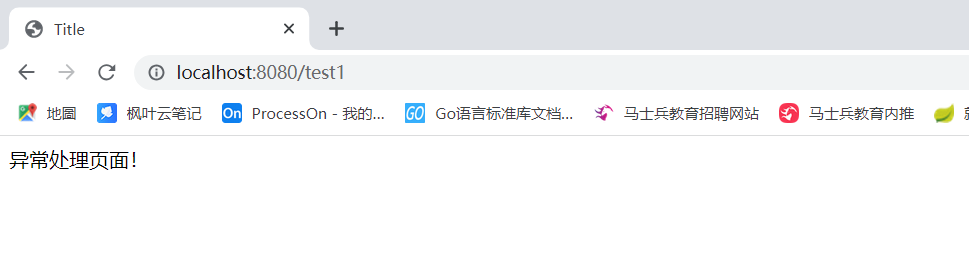 Title
localhost:8080/test1
地圖 枫叶云笔记 On ProcessOn - 我的... GO Go语言标准库文档... 马士兵教育招聘网站 马士兵教育内推
异常处理页面！